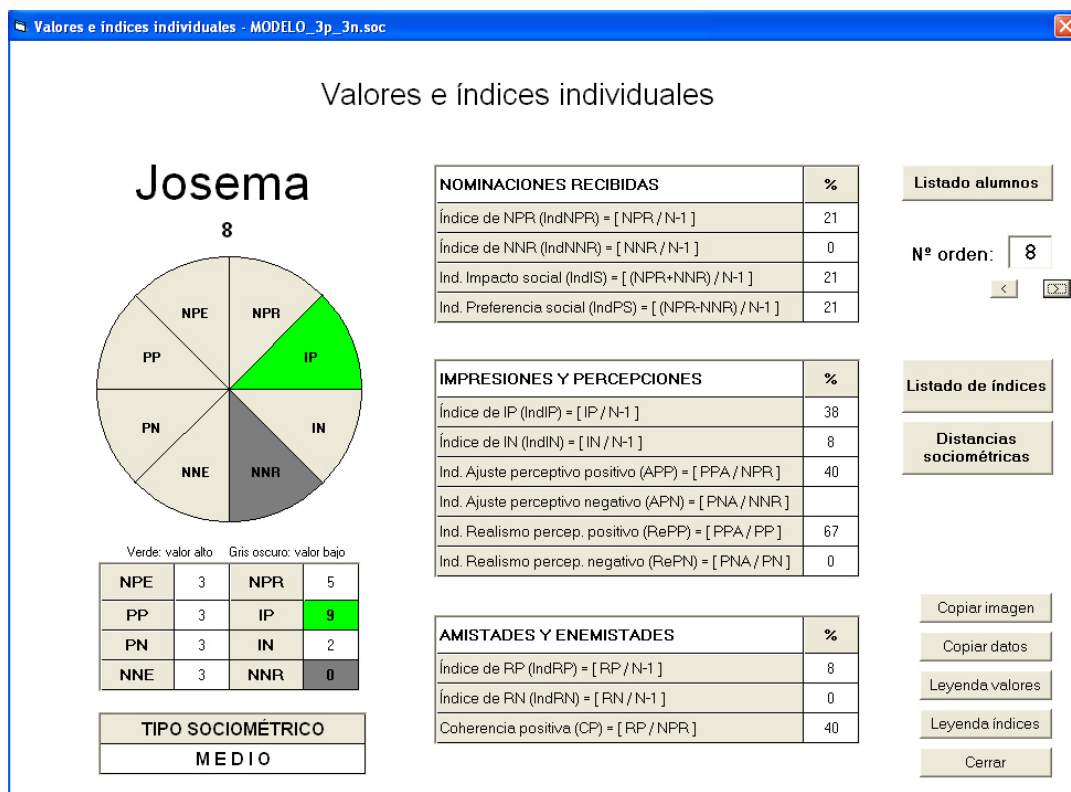 Valores e índices individuales - MODELO_3p_3n.soc
Valores e índices individuales
Josema
8
NPE NPR
PP IP
PN IN
NNE NNR
Verde: valor alto Gris oscuro: valor bajo
NPE 3 NPR 5
PP 3 IP 9
PN 3 IN 2
NNE 3 NNR 0
TIPO SOCIOMÉTRICO
MEDIO
NOMINACIONES RECIBIDAS %
Índice de NPR (IndNPR) = [ NPR / N-1 ] 21
Índice de NNR (IndNNR) = [ NNR / N-1 ] 0
Ind. Impacto social (IndIS) = [ (NPR+NNR) / N-1 ] 21
Ind. Preferencia social (IndPS) = [ (NPR-NNR) / N-1 ] 21
IMPRESIONES Y PERCEPCIONES %
Índice de IP (IndIP) = [ IP / N-1 ] 38
Índice de IN (IndIN) = [ IN / N-1 ] 8
Ind. Ajuste perceptivo positivo (APP) = [ PPA / NPR ] 40
Ind. Ajuste perceptivo negativo (APN) = [ PNA / NNR ]
Ind. Realismo percep. positivo (RePP) = [ PPA / PP ] 67
Ind. Realismo percep. negativo (RePN) = [ PNA / PN ] 0
AMISTADES Y ENEMISTADES %
Índice de RP (IndRP) = [ RP / N-1 ] 8
Índice de RN (IndRN) = [ RN / N-1 ] 0
Coherencia positiva (CP) = [ RP / NPR ] 40
Listado alumnos
Nº orden: 8
< >
Listado de índices
Distancias
sociométricas
Copiar imagen
Copiar datos
Leyenda valores
Leyenda índices
Cerrar